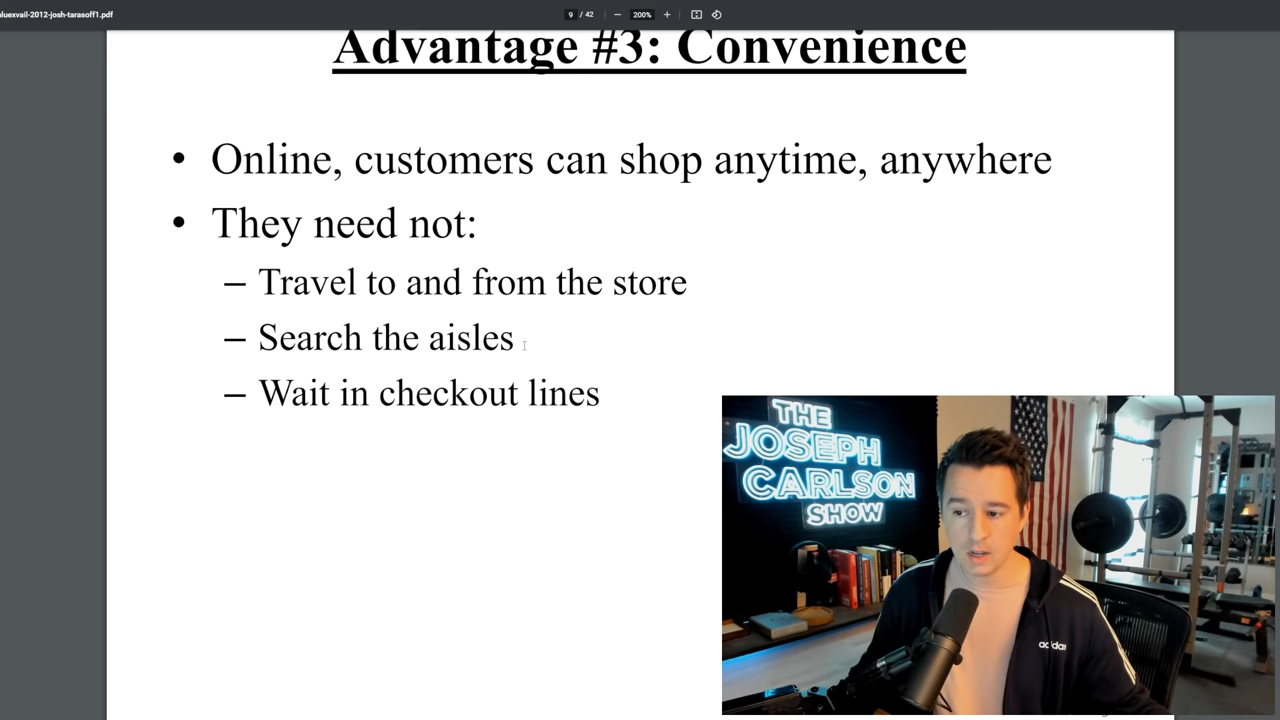 luexvail-2012-josh-tarasoff1.pdf
9 / 42
200%
Advantage #3: Convenience
• Online, customers can shop anytime, anywhere
• They need not:
– Travel to and from the store
– Search the aisles
– Wait in checkout lines
THE
JOSEPH
CARLSON
SHOW
adidas